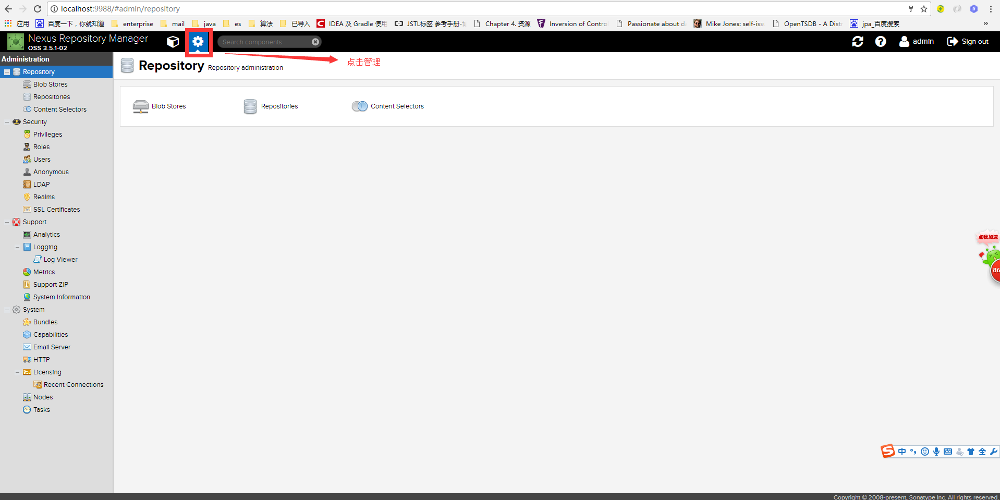 localhost:9988/#admin/repository
应用
百度一下，你就知道
enterprise
mail
java
es
算法
已导入
IDEA 及 Gradle 使用
JSTL标签 参考手册-
Chapter 4. 资源
Inversion of Contro
Passionate about d
Mike Jones: self-iss
OpenTSDB - A Dist
jpa_百度搜索
»
Nexus Repository Manager
OSS 3.5.1-02
Search components
admin
Sign out
点击管理
Administration
Repository
Blob Stores
Repositories
Content Selectors
Security
Privileges
Roles
Users
Anonymous
LDAP
Realms
SSL Certificates
Support
Analytics
Logging
Log Viewer
Metrics
Support ZIP
System Information
System
Bundles
Capabilities
Email Server
HTTP
Licensing
Recent Connections
Nodes
Tasks
Repository Repository administration
Blob Stores
Repositories
Content Selectors
点我加速
86
中
全
Copyright © 2008-present, Sonatype Inc. All rights reserved.